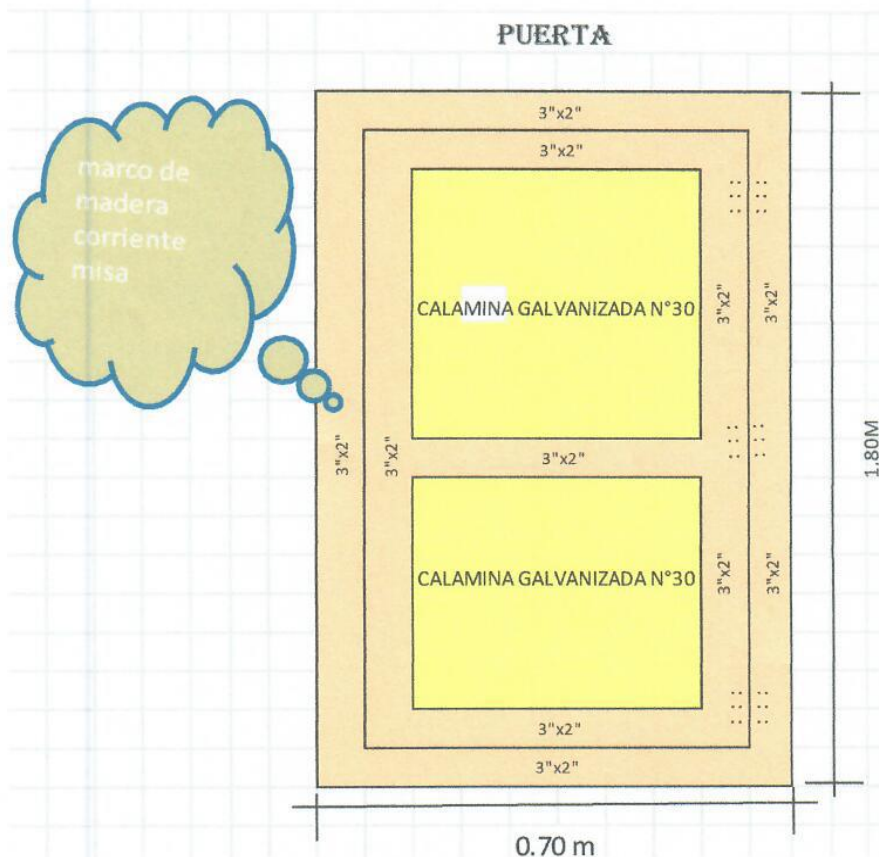 PUERTA
marco de
madera
corriente
misa
3"x2"
3"x2"
CALAMINA GALVANIZADA N°30
3"x2"
3"x2"
3"x2"
3"x2"
3"x2"
1.80M
CALAMINA GALVANIZADA N°30
3"x2"
3"x2"
3"x2"
3"x2"
0.70 m